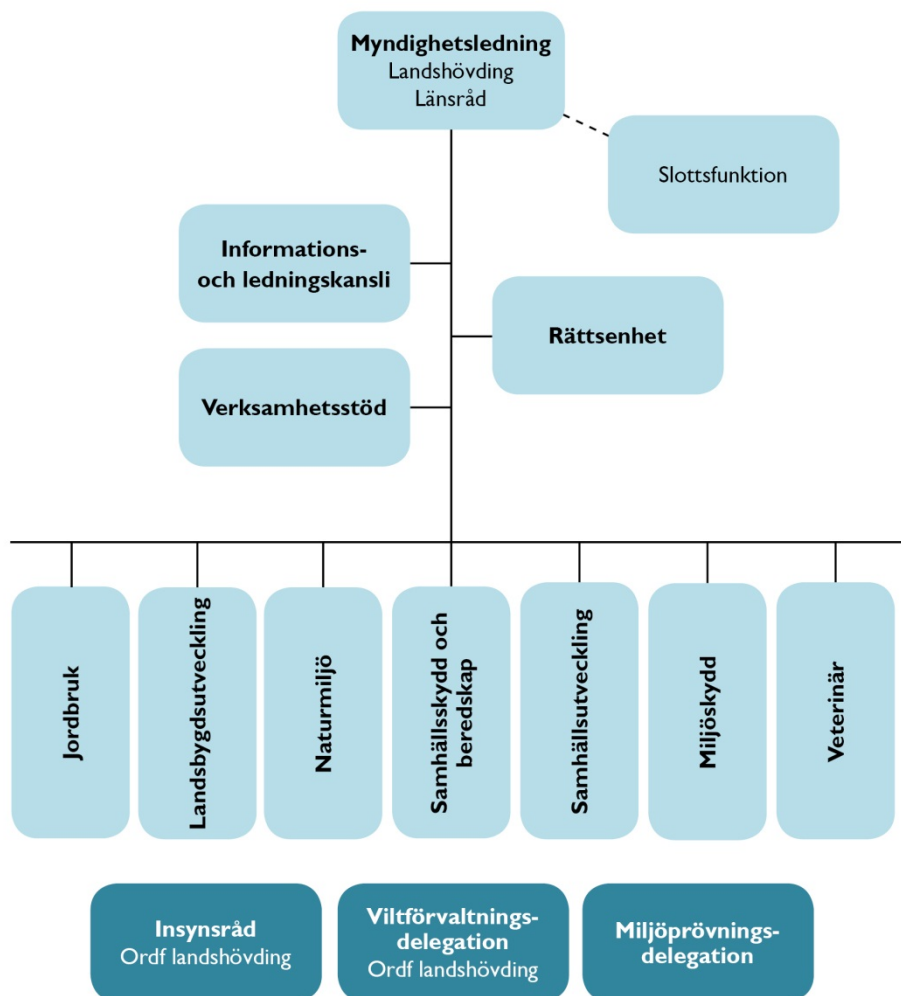 Myndighetsledning
Landshövding
Länsråd
Slottsfunktion
Informations-
och ledningskansli
Rättsenhet
Verksamhetsstöd
Jordbruk
Landsbygdsutveckling
Naturmiljö
Samhällsskydd och
beredskap
Samhällsutveckling
Miljöskydd
Veterinär
Insynsråd
Ordf landshövding
Viltförvaltnings-
delegation
Ordf landshövding
Miljöprövnings-
delegation